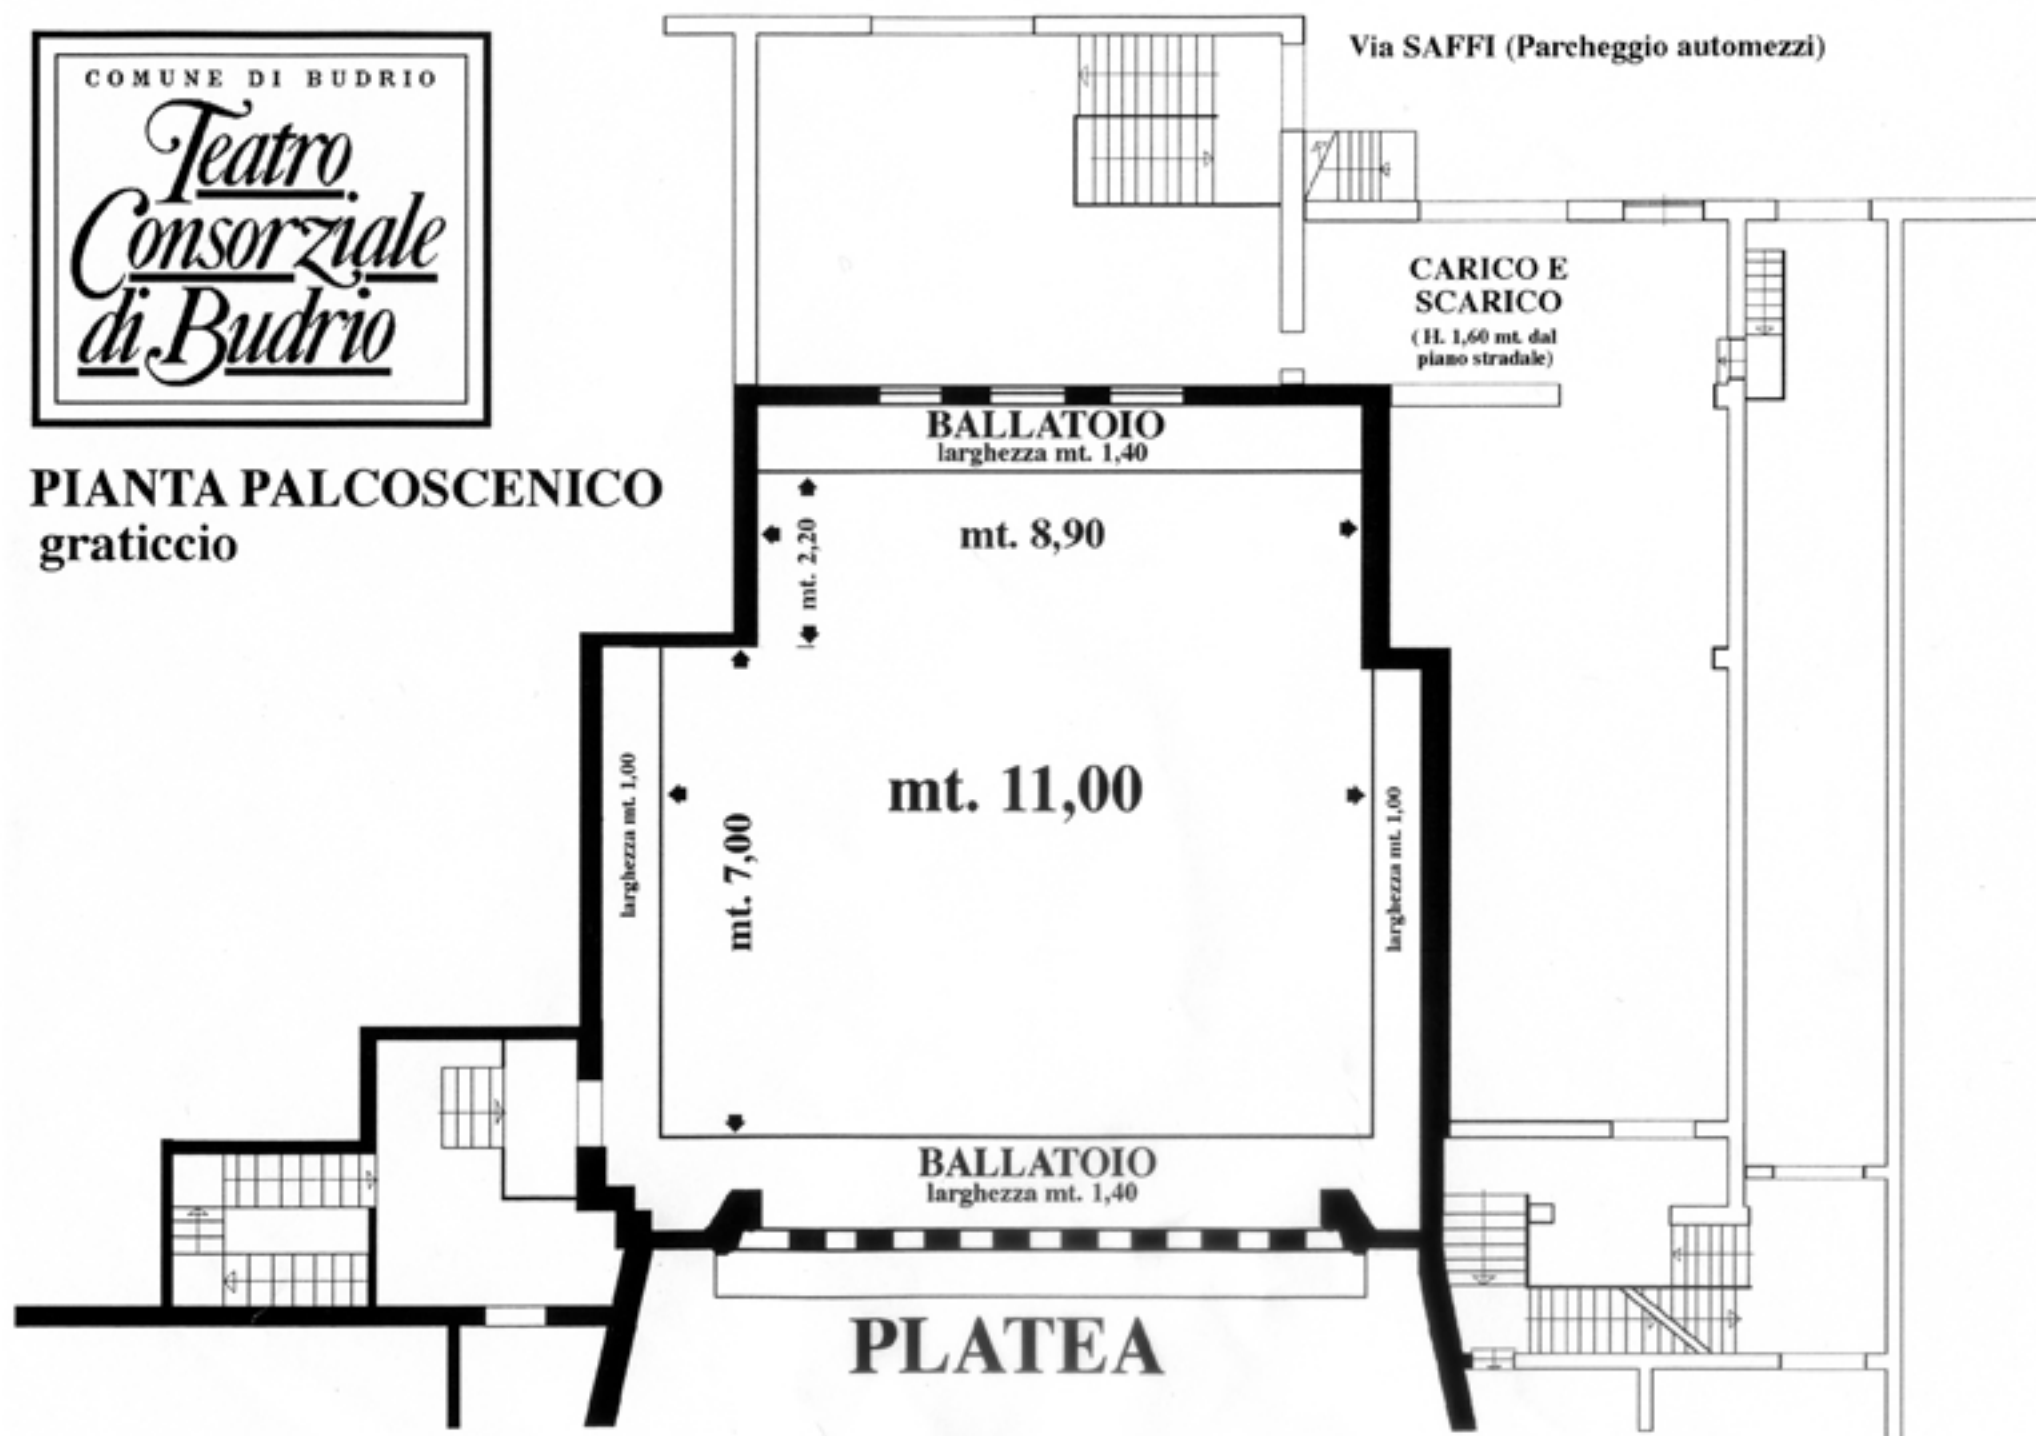 COMUNE DI BUDRIO
Teatro
Consorziale
di Budrio
PIANTA PALCOSCENICO
graticcio
Via SAFFI (Parcheggio automezzi)
CARICO E
SCARICO
( H. 1,60 mt. dal
piano stradale)
BALLATOIO
larghezza mt. 1,40
mt. 8,90
mt. 2,20
mt. 11,00
mt. 7,00
larghezza mt. 1,00
larghezza mt. 1,00
BALLATOIO
larghezza mt. 1,40
PLATEA